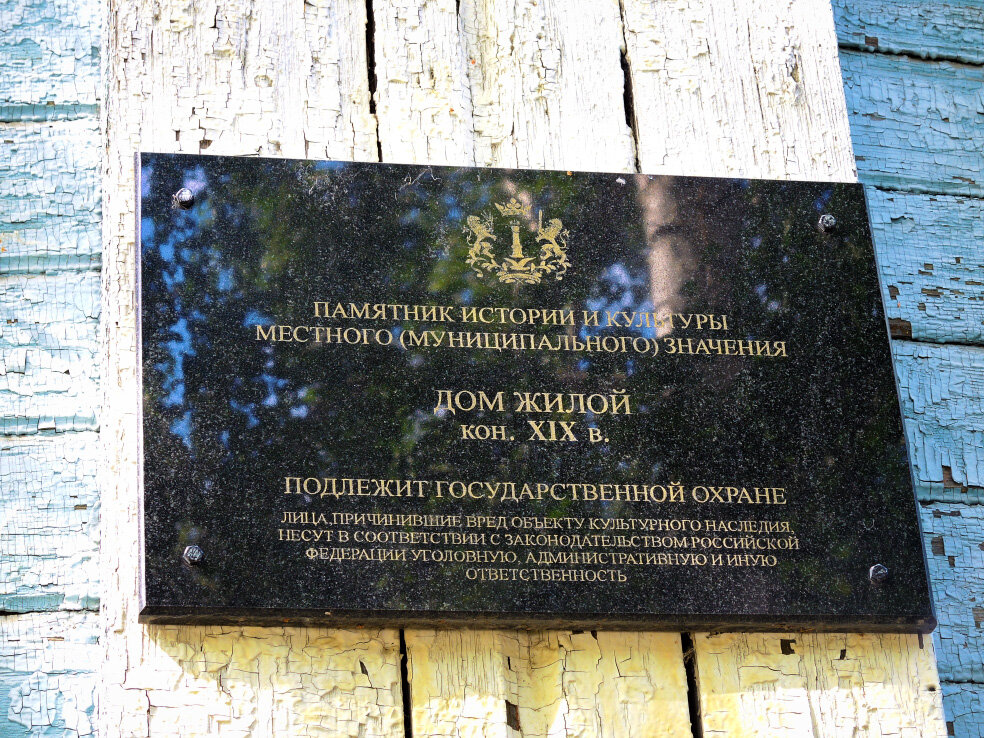 ПАМЯТНИК ИСТОРИИ И КУЛЬТУРЫ
МЕСТНОГО (МУНИЦИПАЛЬНОГО) ЗНАЧЕНИЯ
ДОМ ЖИЛОЙ
КОН. XIX В.
ПОДЛЕЖИТ ГОСУДАРСТВЕННОЙ ОХРАНЕ
ЛИЦА, ПРИЧИНИВШИЕ ВРЕД ОБЪЕКТУ КУЛЬТУРНОГО НАСЛЕДИЯ,
НЕСУТ В СООТВЕТСТВИИ С ЗАКОНОДАТЕЛЬСТВОМ РОССИЙСКОЙ
ФЕДЕРАЦИИ УГОЛОВНУЮ, АДМИНИСТРАТИВНУЮ И ИНУЮ
ОТВЕТСТВЕННОСТЬ